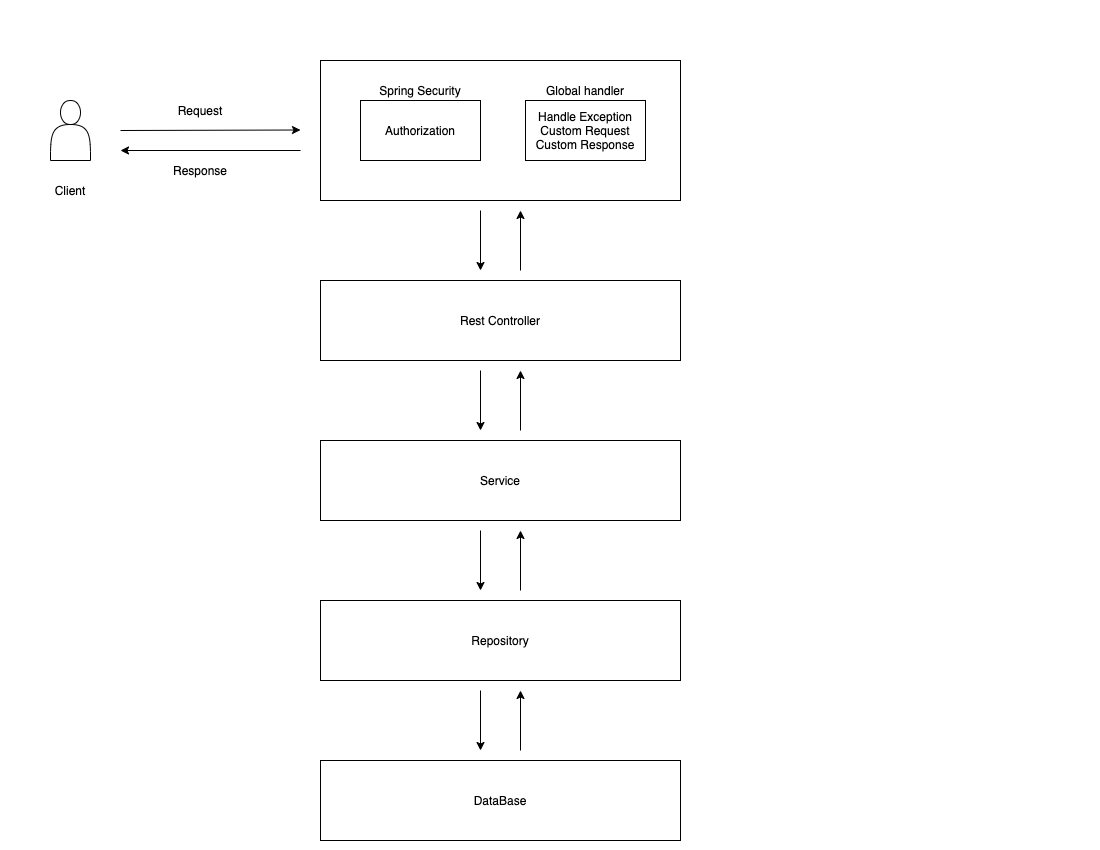 Spring Security
Global handler
Request
Authorization
Handle Exception
Custom Request
Custom Response
Response
Client
Rest Controller
Service
Repository
DataBase